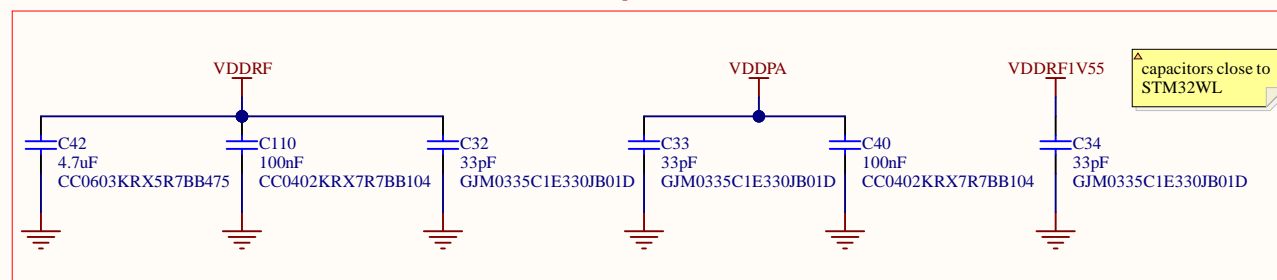 VDDRF
VDDPA
VDDRF1V55
capacitors close to
STM32WL
C42
4.7uF
CC0603KRX5R7BB475
C110
100nF
CC0402KRX7R7BB104
C32
33pF
GJM0335C1E330JB01D
C33
33pF
GJM0335C1E330JB01D
C40
100nF
CC0402KRX7R7BB104
C34
33pF
GJM0335C1E330JB01D